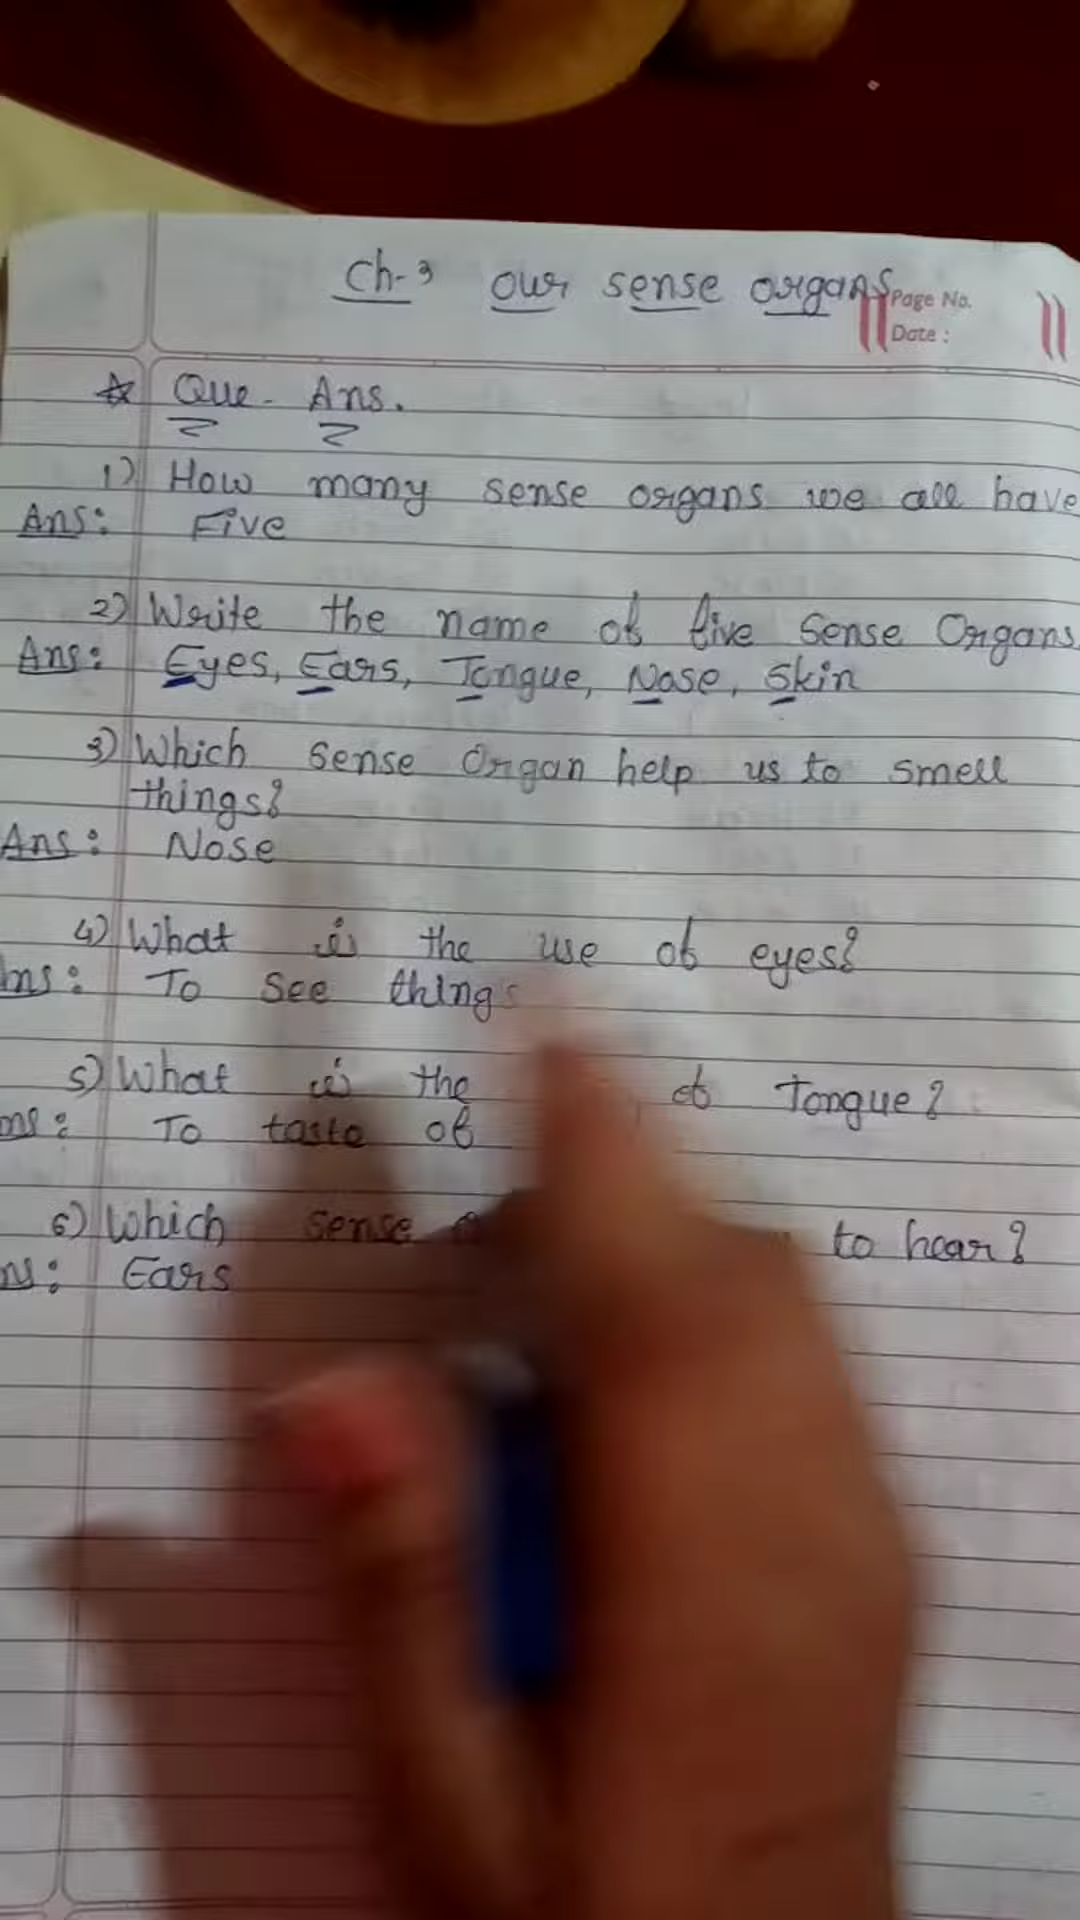 Ch-3 our sense organs
Page No.
Date :
☆ Que - Ans.
1) How many sense organs we all have
Ans: Five
2) Write the name of five Sense Organs
Ans: Eyes, Ears, Tongue, Nose, Skin
3) Which sense organ help us to smell
things?
Ans: Nose
4) What is the use of eyes?
Ans: To see things
5) What is the of Tongue?
ns: To taste of
6) Which sense to hear?
ns: Ears